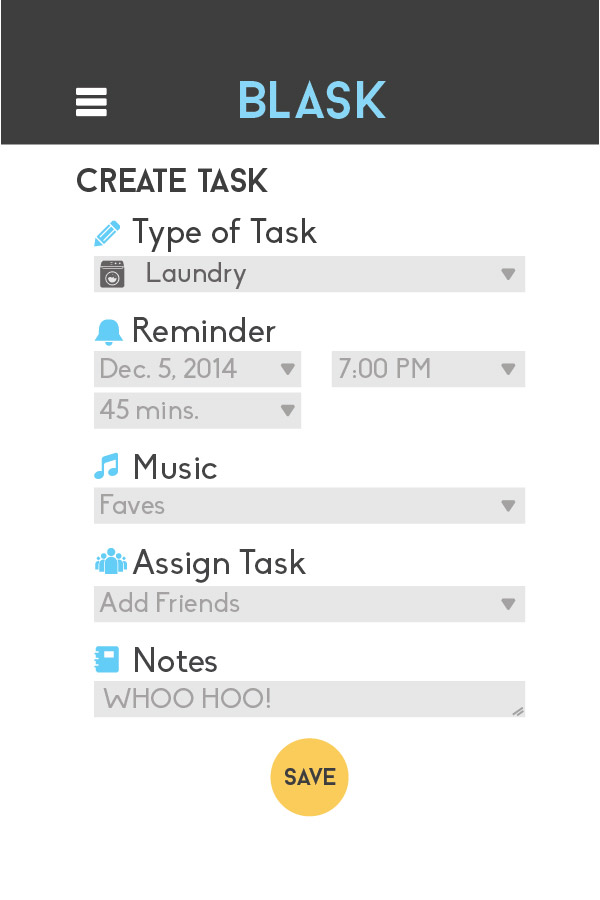 BLASK
CREATE TASK
Type of Task
Laundry
Reminder
Dec. 5, 2014
7:00 PM
45 mins.
Music
Faves
Assign Task
Add Friends
Notes
WHOO HOO!
SAVE